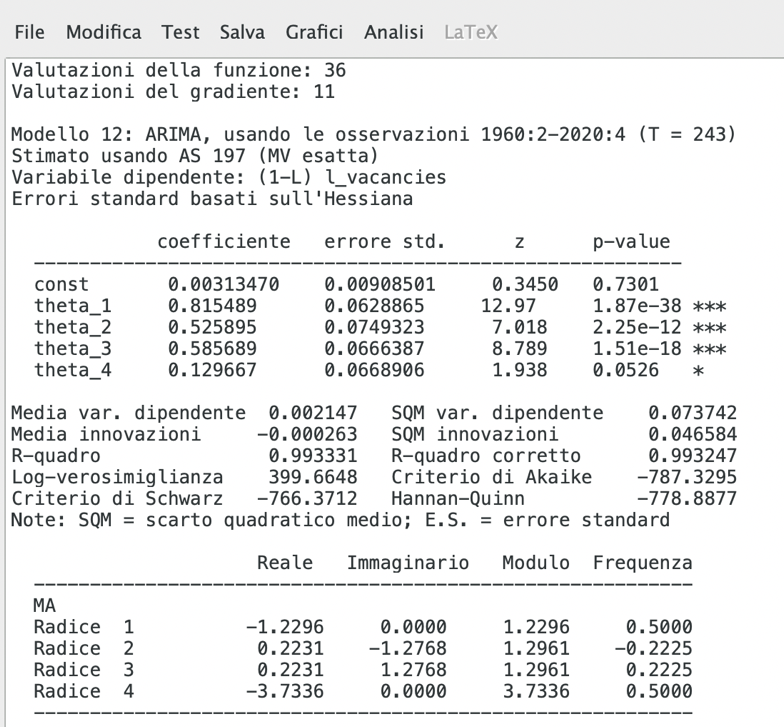 File Modifica Test Salva Grafici Analisi LaTeX
Valutazioni della funzione: 36
Valutazioni del gradiente: 11
Modello 12: ARIMA, usando le osservazioni 1960:2-2020:4 (T = 243)
Stimato usando AS 197 (MV esatta)
Variabile dipendente: (1-L) l_vacancies
Errori standard basati sull'Hessiana
coefficiente errore std. z p-value
const 0.00313470 0.00908501 0.3450 0.7301
theta_1 0.815489 0.0628865 12.97 1.87e-38 ***
theta_2 0.525895 0.0749323 7.018 2.25e-12 ***
theta_3 0.585689 0.0666387 8.789 1.51e-18 ***
theta_4 0.129667 0.0668906 1.938 0.0526 *
Media var. dipendente 0.002147 SQM var. dipendente 0.073742
Media innovazioni -0.000263 SQM innovazioni 0.046584
R-quadro 0.993331 R-quadro corretto 0.993247
Log-verosimiglianza 399.6648 Criterio di Akaike -787.3295
Criterio di Schwarz -766.3712 Hannan-Quinn -778.8877
Note: SQM = scarto quadratico medio; E.S. = errore standard
Reale Immaginario Modulo Frequenza
MA
Radice 1 -1.2296 0.0000 1.2296 0.5000
Radice 2 0.2231 -1.2768 1.2961 -0.2225
Radice 3 0.2231 1.2768 1.2961 0.2225
Radice 4 -3.7336 0.0000 3.7336 0.5000